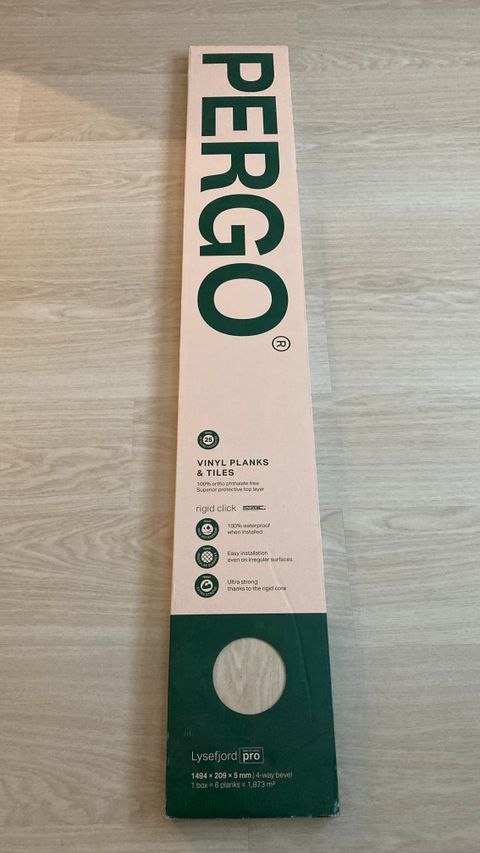 PERGO®
25
VINYL PLANKS
& TILES
100% ortho phthalate free
Superior protective top layer
rigid click
100% waterproof
when installed
Easy installation
even on irregular surfaces
Ultra strong
thanks to the rigid core
Lysefjord pro
1494 × 209 × 5 mm | 4-way bevel
1 box = 6 planks = 1,873 m²